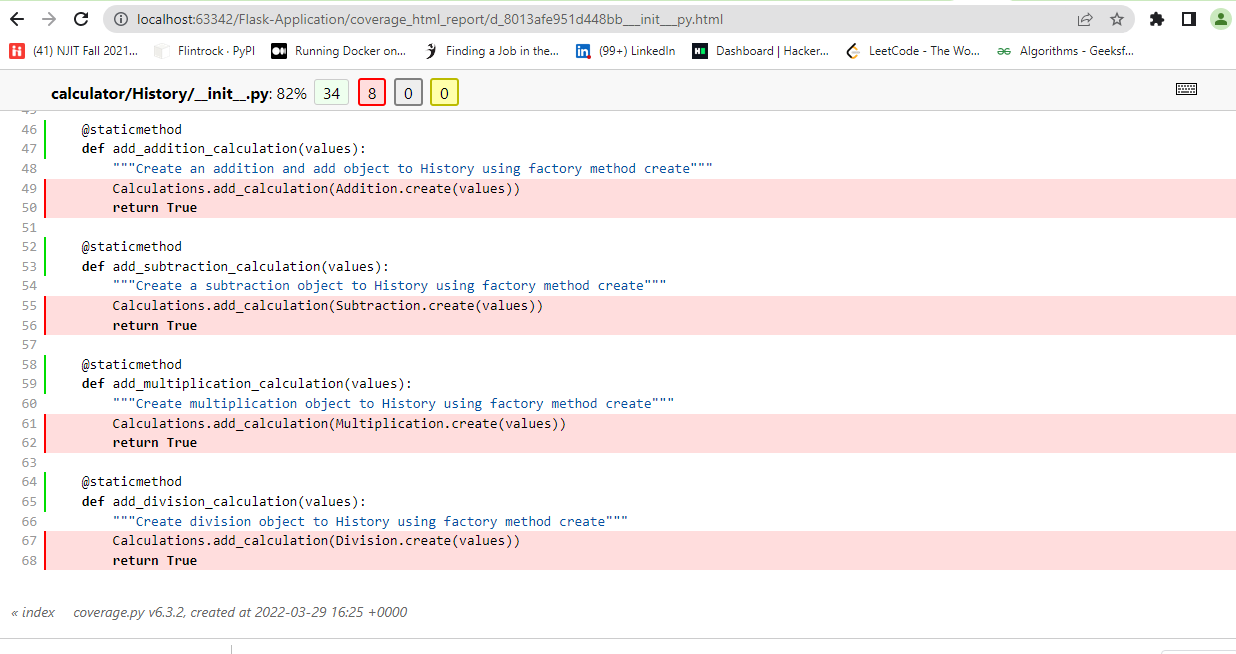 localhost:63342/Flask-Application/coverage_html_report/d_8013afe951d448bb___init___py.html
(41) NJIT Fall 2021... Flintrock · PyPI Running Docker on... Finding a Job in the... (99+) LinkedIn Dashboard | Hacker... LeetCode - The Wo... Algorithms - Geeksf...
calculator/History/__init__.py: 82% 34 8 0 0
45
46 @staticmethod
47 def add_addition_calculation(values):
48 """Create an addition and add object to History using factory method create"""
49 Calculations.add_calculation(Addition.create(values))
50 return True
51
52 @staticmethod
53 def add_subtraction_calculation(values):
54 """Create a subtraction object to History using factory method create"""
55 Calculations.add_calculation(Subtraction.create(values))
56 return True
57
58 @staticmethod
59 def add_multiplication_calculation(values):
60 """Create multiplication object to History using factory method create"""
61 Calculations.add_calculation(Multiplication.create(values))
62 return True
63
64 @staticmethod
65 def add_division_calculation(values):
66 """Create division object to History using factory method create"""
67 Calculations.add_calculation(Division.create(values))
68 return True
« index coverage.py v6.3.2, created at 2022-03-29 16:25 +0000